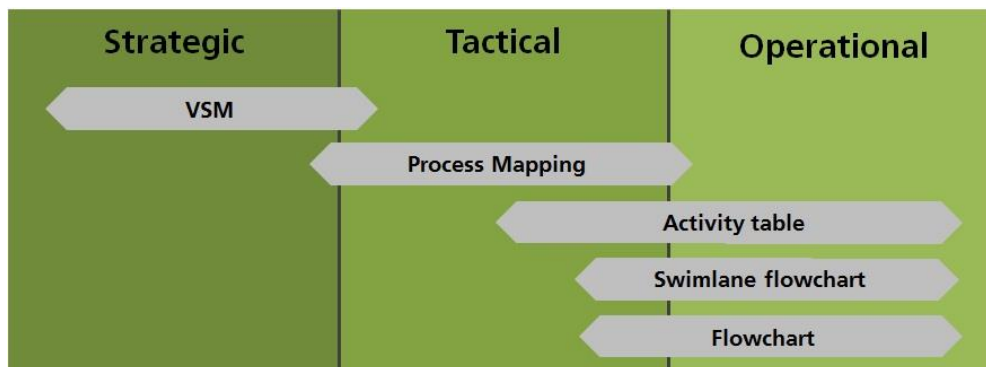 Strategic
Tactical
Operational
VSM
Process Mapping
Activity table
Swimlane flowchart
Flowchart